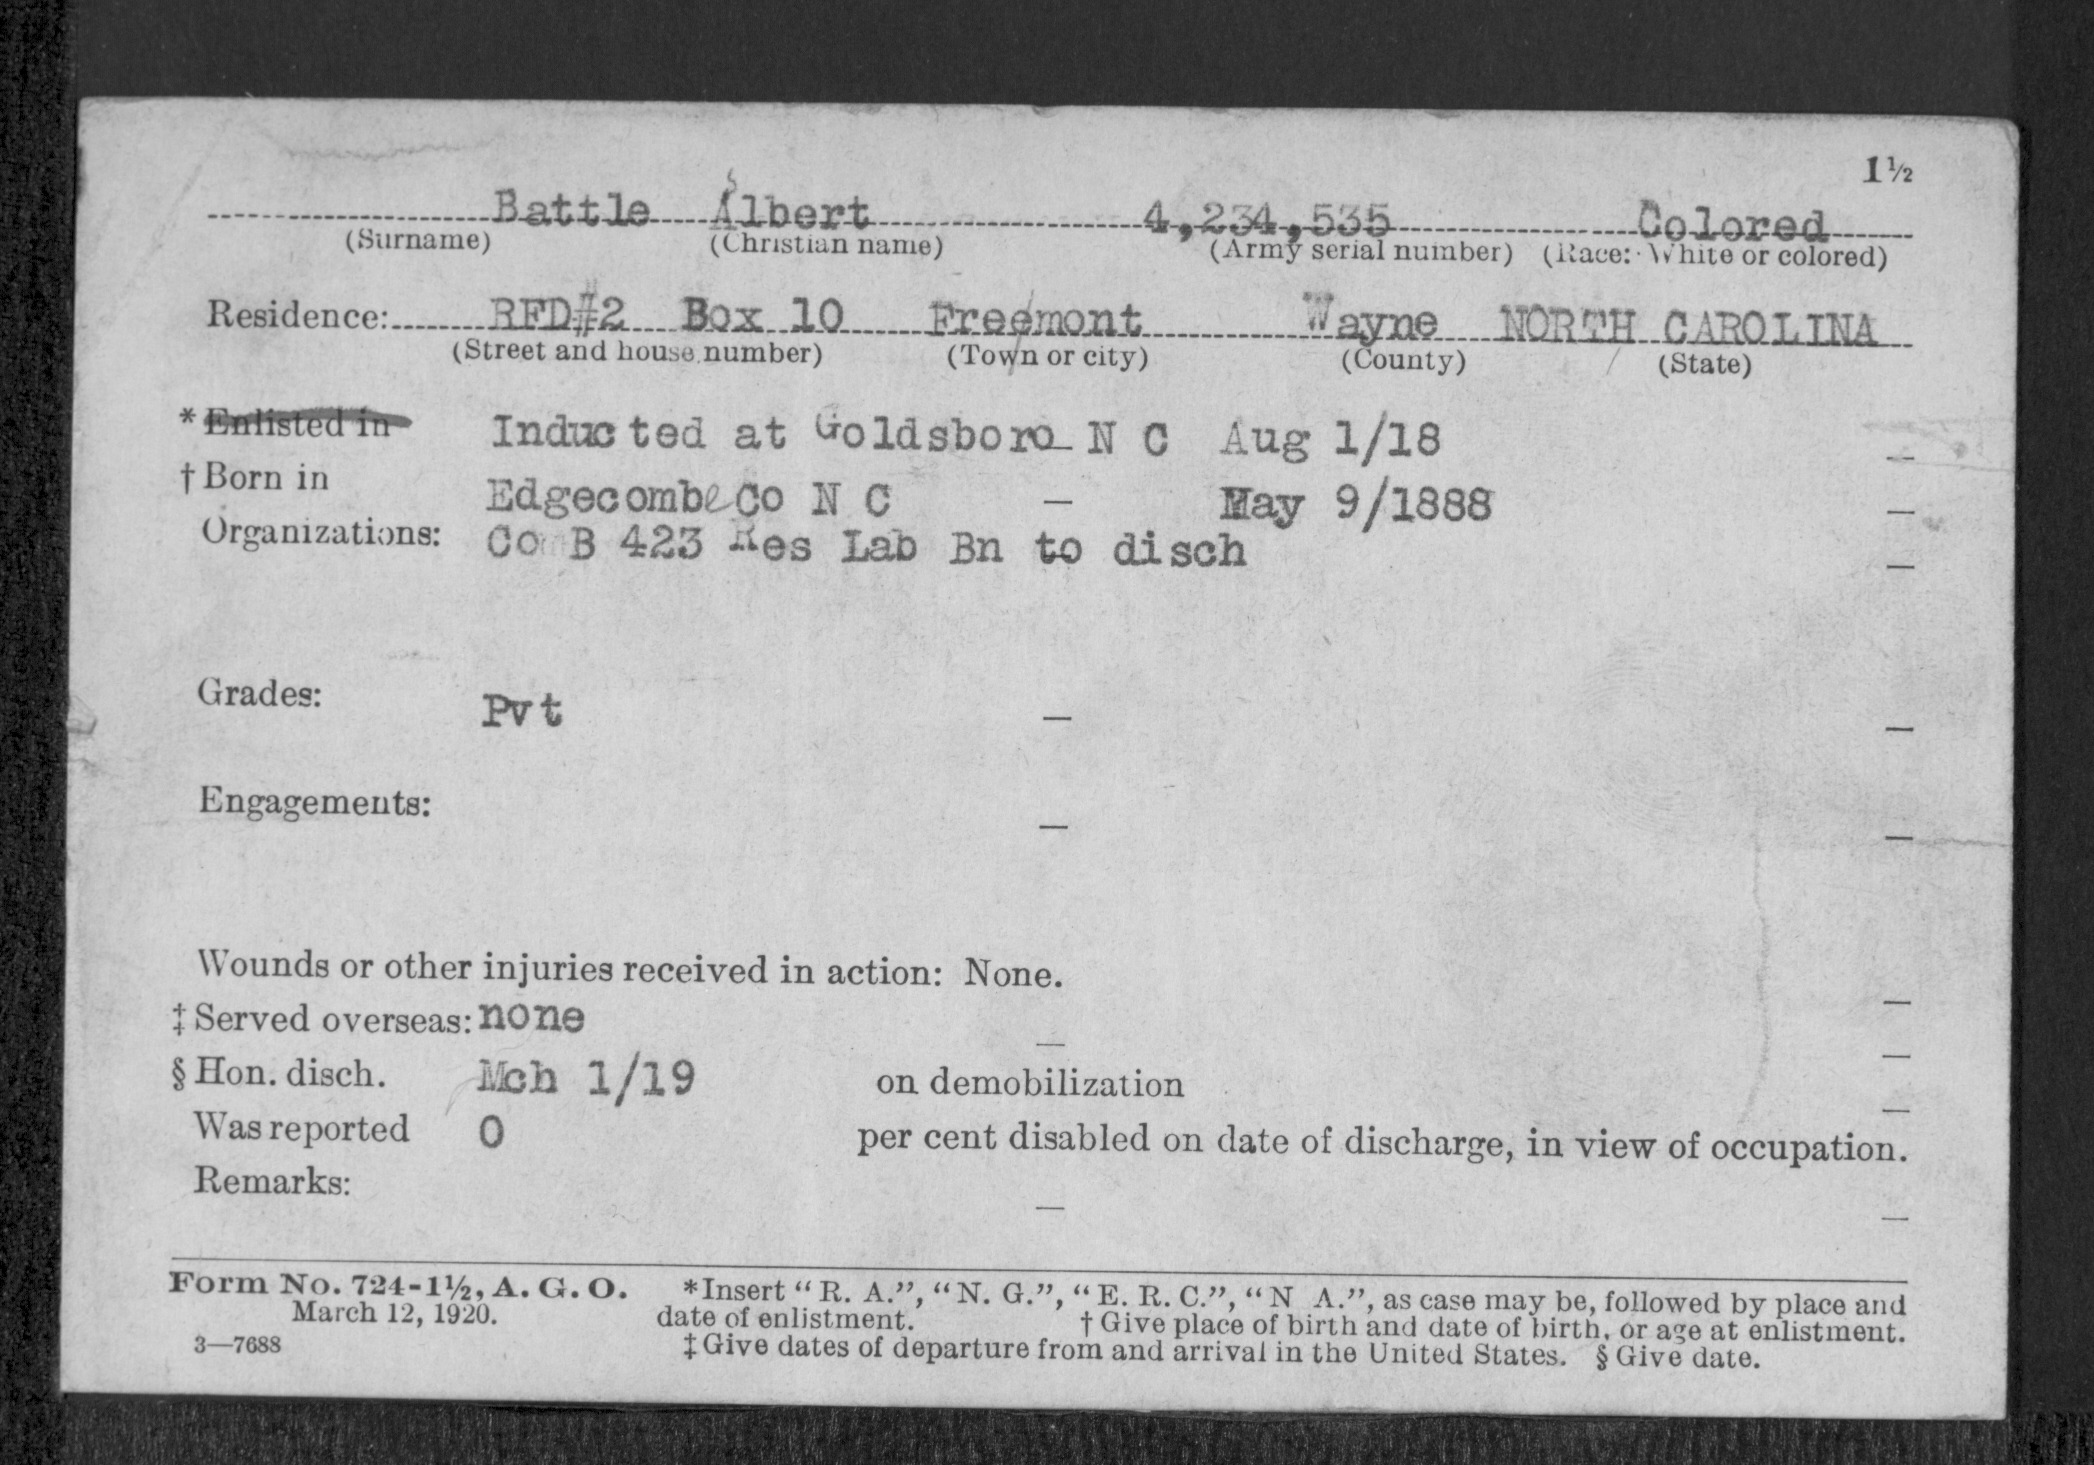 1½
Battle Albert 4,234,535 Colored
(Surname) (Christian name) (Army serial number) (Race: White or colored)
Residence: RFD#2 Box 10 Freemont Wayne NORTH CAROLINA
(Street and house number) (Town or city) (County) (State)
* Enlisted in Inducted at Goldsboro N C Aug 1/18 –
† Born in Edgecombe Co N C – May 9/1888 –
Organizations: Co B 423 Res Lab Bn to disch –
Grades: Pvt – –
Engagements: – –
Wounds or other injuries received in action: None. –
‡ Served overseas: none – –
§ Hon. disch. Mch 1/19 on demobilization –
Was reported 0 per cent disabled on date of discharge, in view of occupation.
Remarks: – –
Form No. 724-1½, A. G. O. *Insert "R. A.", "N. G.", "E. R. C.", "N A.", as case may be, followed by place and
March 12, 1920. date of enlistment. † Give place of birth and date of birth, or age at enlistment.
3—7688 ‡ Give dates of departure from and arrival in the United States. § Give date.